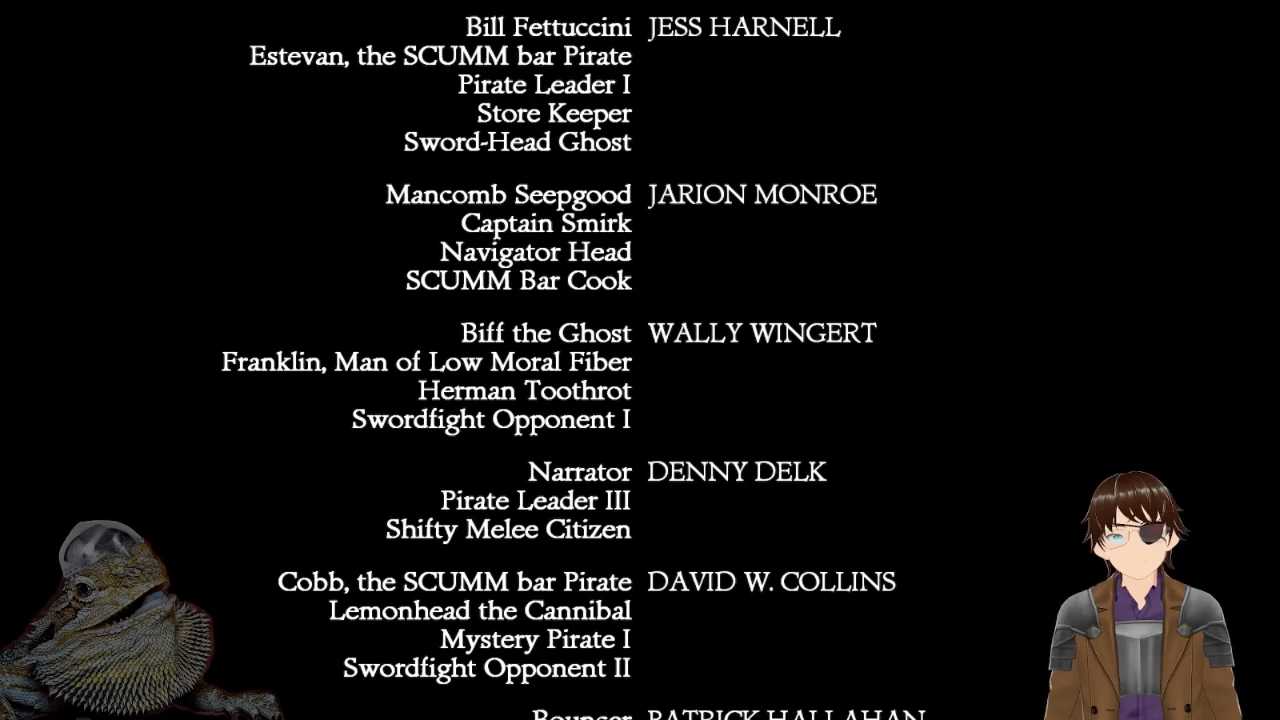 Bill Fettuccini JESS HARNELL
Estevan, the SCUMM bar Pirate
Pirate Leader I
Store Keeper
Sword-Head Ghost
Mancomb Seepgood JARION MONROE
Captain Smirk
Navigator Head
SCUMM Bar Cook
Biff the Ghost WALLY WINGERT
Franklin, Man of Low Moral Fiber
Herman Toothrot
Swordfight Opponent I
Narrator DENNY DELK
Pirate Leader III
Shifty Melee Citizen
Cobb, the SCUMM bar Pirate DAVID W. COLLINS
Lemonhead the Cannibal
Mystery Pirate I
Swordfight Opponent II
Bouncer PATRICK HALLAHAN